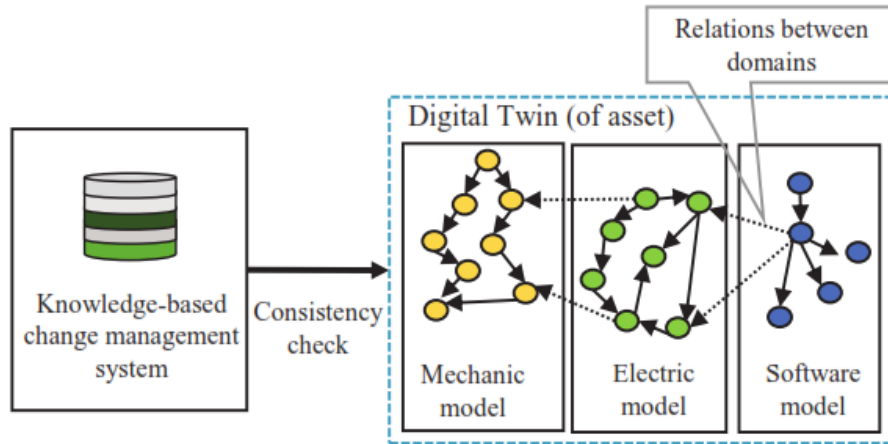 Relations between
domains
Digital Twin (of asset)
Knowledge-based
change management
system
Consistency
check
Mechanic
model
Electric
model
Software
model